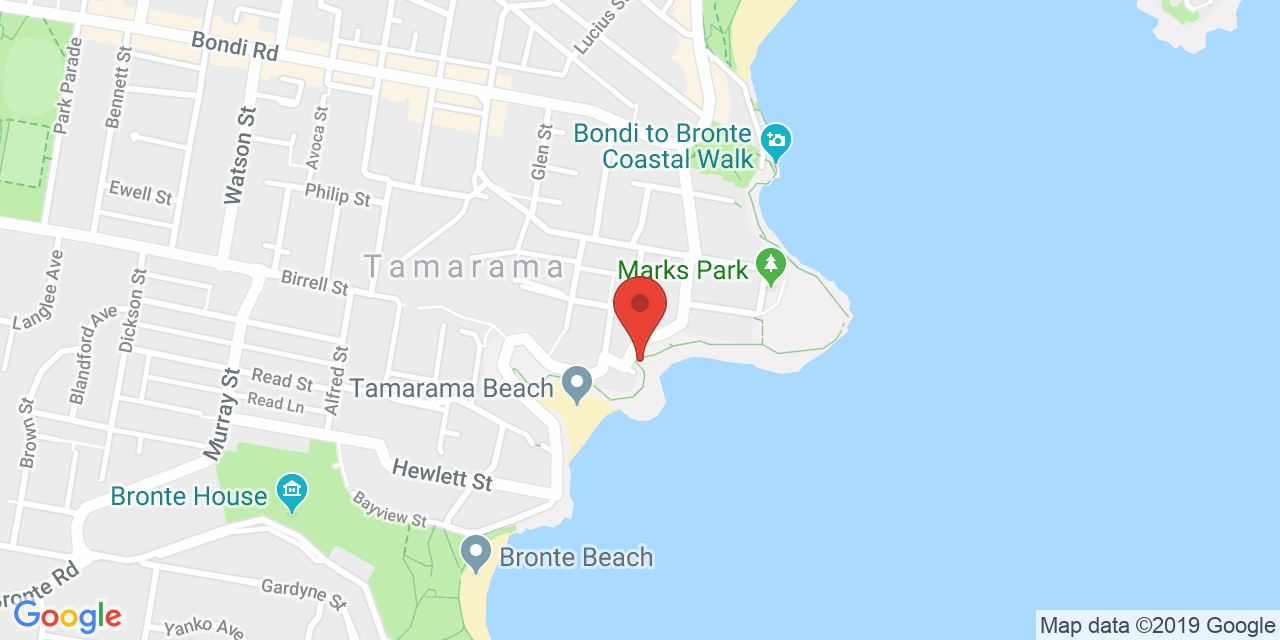 Lucius St
Bondi Rd
Park Parade
Bennett St
Watson St
Avoca St
Glen St
Bondi to Bronte
Coastal Walk
Ewell St
Philip St
Tamarama
Marks Park
Langlee Ave
Dickson St
Birrell St
Blandford Ave
Read St
Read Ln
Alfred St
Tamarama Beach
Murray St
Brown St
Hewlett St
Bronte House
Bayview St
Bronte Beach
Bronte Rd
Gardyne St
Yanko Ave
Google
Map data ©2019 Google